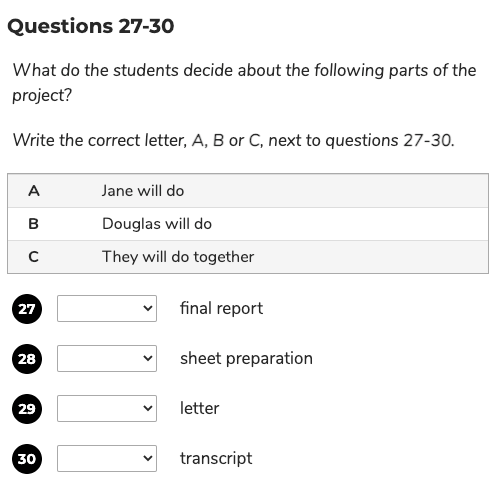 Questions 27-30
What do the students decide about the following parts of the
project?
Write the correct letter, A, B or C, next to questions 27-30.
A Jane will do
B Douglas will do
C They will do together
27 final report
28 sheet preparation
29 letter
30 transcript